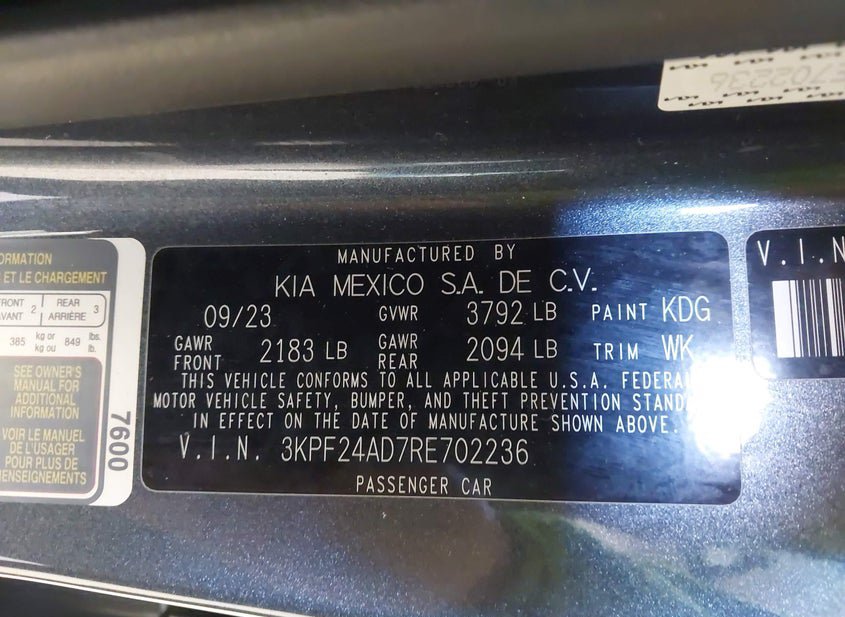 E702236
ORMATION
ET LE CHARGEMENT
FRONT 2 REAR 3
AVANT ARRIÈRE
385 kg or 849 lbs.
kg ou lb.
SEE OWNER'S
MANUAL FOR
ADDITIONAL
INFORMATION
VOIR LE MANUEL
DE L'USAGER
POUR PLUS DE
RENSEIGNEMENTS
7600
MANUFACTURED BY
KIA MEXICO S.A. DE C.V.
09/23 GVWR 3792 LB PAINT KDG
GAWR FRONT 2183 LB GAWR REAR 2094 LB TRIM WK
THIS VEHICLE CONFORMS TO ALL APPLICABLE U.S.A. FEDERA
MOTOR VEHICLE SAFETY, BUMPER, AND THEFT PREVENTION STAND
IN EFFECT ON THE DATE OF MANUFACTURE SHOWN ABOVE.
V.I.N. 3KPF24AD7RE702236
PASSENGER CAR
V.I.N